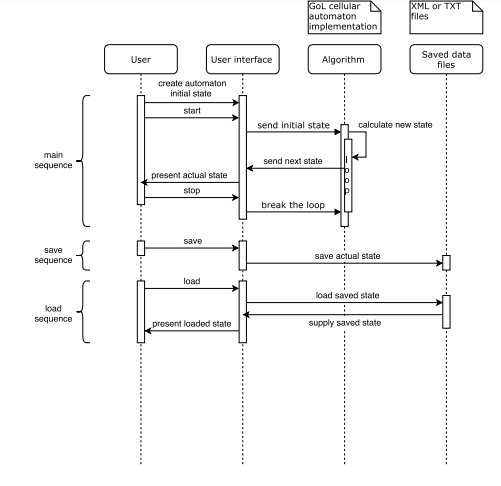 GoL cellular
automaton
implementation
XML or TXT
files
User
User interface
Algorithm
Saved data
files
create automaton
initial state
start
send initial state
calculate new state
main
sequence
l
o
o
p
send next state
present actual state
stop
break the loop
save
sequence
save
save actual state
load
sequence
load
load saved state
present loaded state
supply saved state